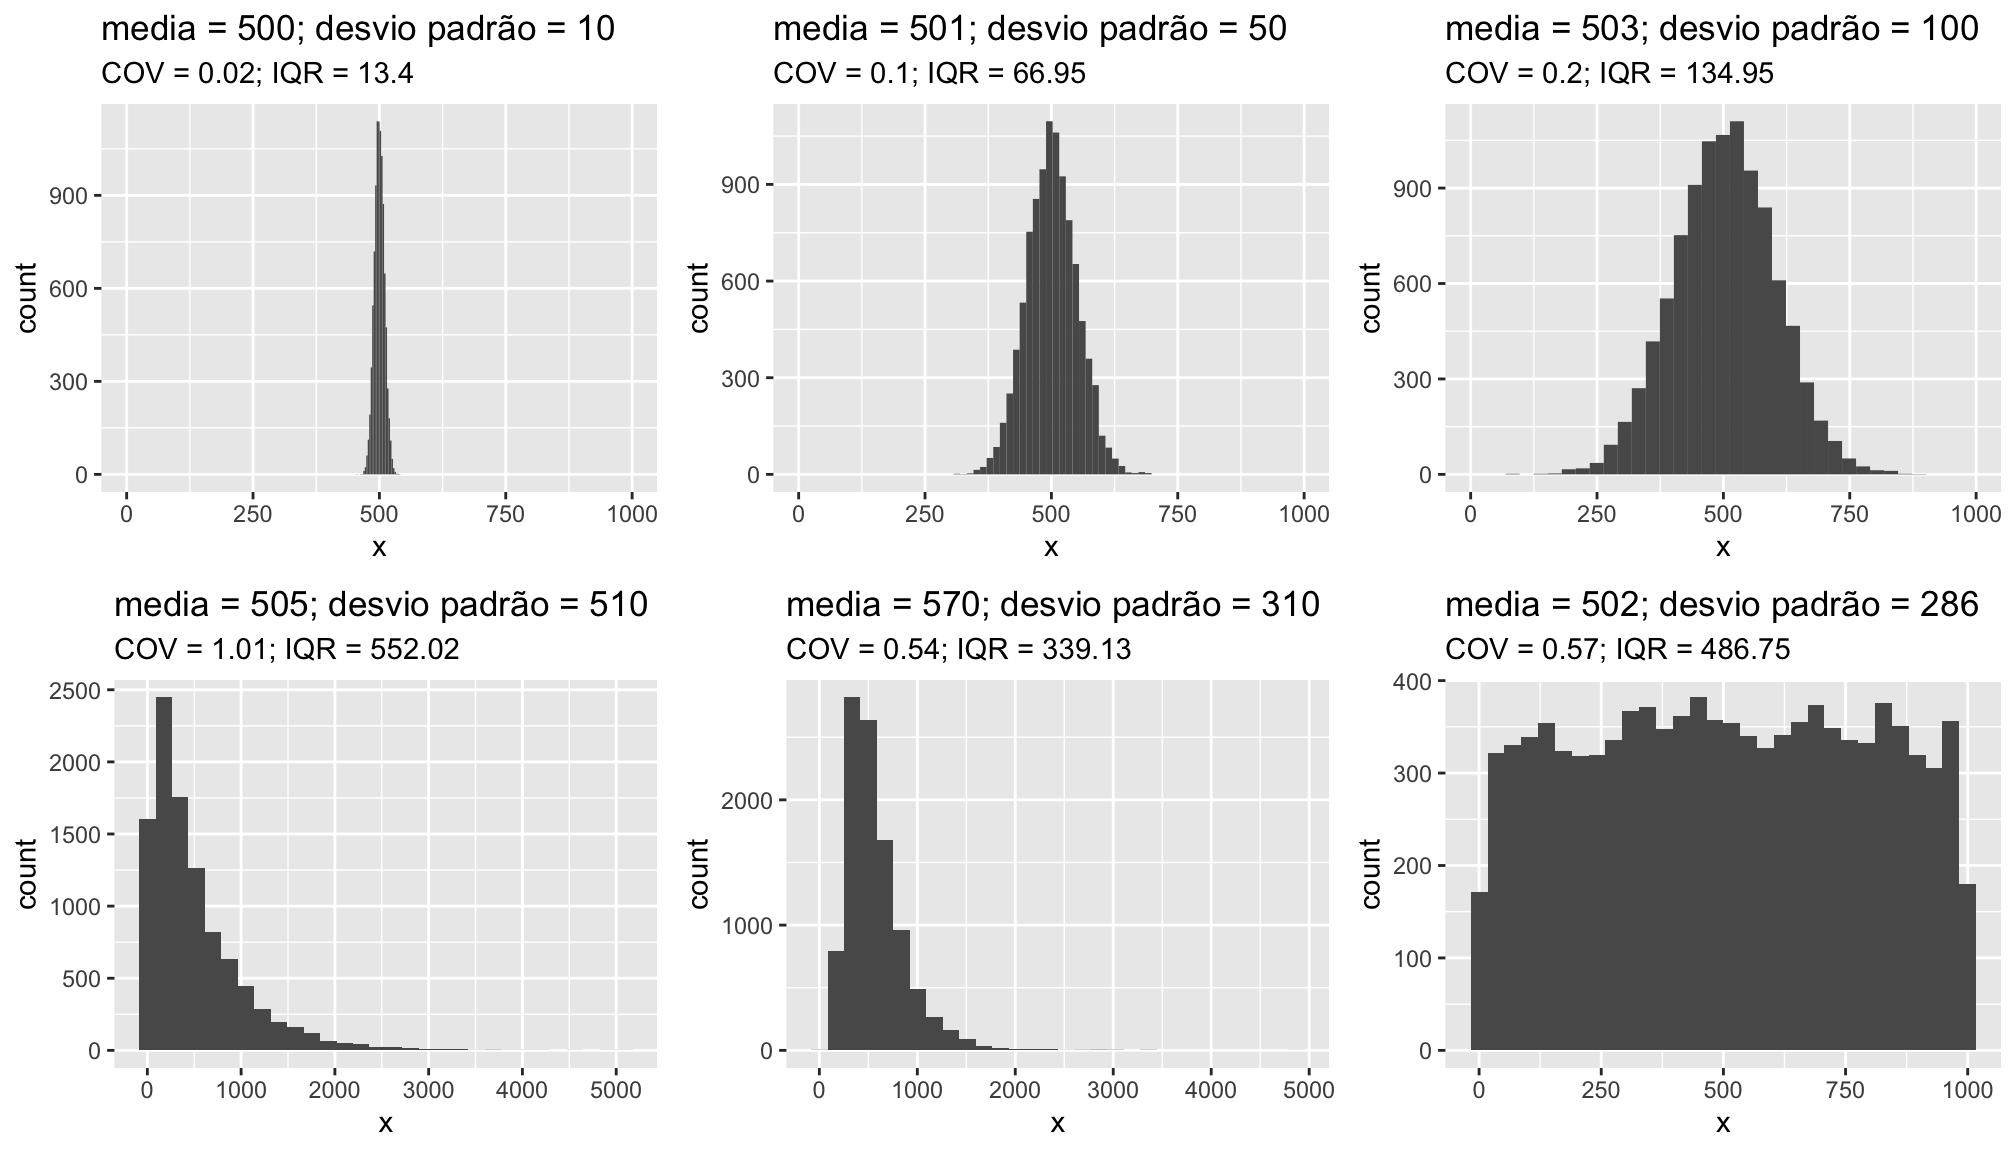 media = 500; desvio padrão = 10
COV = 0.02; IQR = 13.4
900
600
300
0
count
0 250 500 750 1000
x
media = 501; desvio padrão = 50
COV = 0.1; IQR = 66.95
900
600
300
0
count
0 250 500 750 1000
x
media = 503; desvio padrão = 100
COV = 0.2; IQR = 134.95
900
600
300
0
count
0 250 500 750 1000
x
media = 505; desvio padrão = 510
COV = 1.01; IQR = 552.02
2500
2000
1500
1000
500
0
count
0 1000 2000 3000 4000 5000
x
media = 570; desvio padrão = 310
COV = 0.54; IQR = 339.13
2000
1000
0
count
0 1000 2000 3000 4000 5000
x
media = 502; desvio padrão = 286
COV = 0.57; IQR = 486.75
400
300
200
100
0
count
0 250 500 750 1000
x